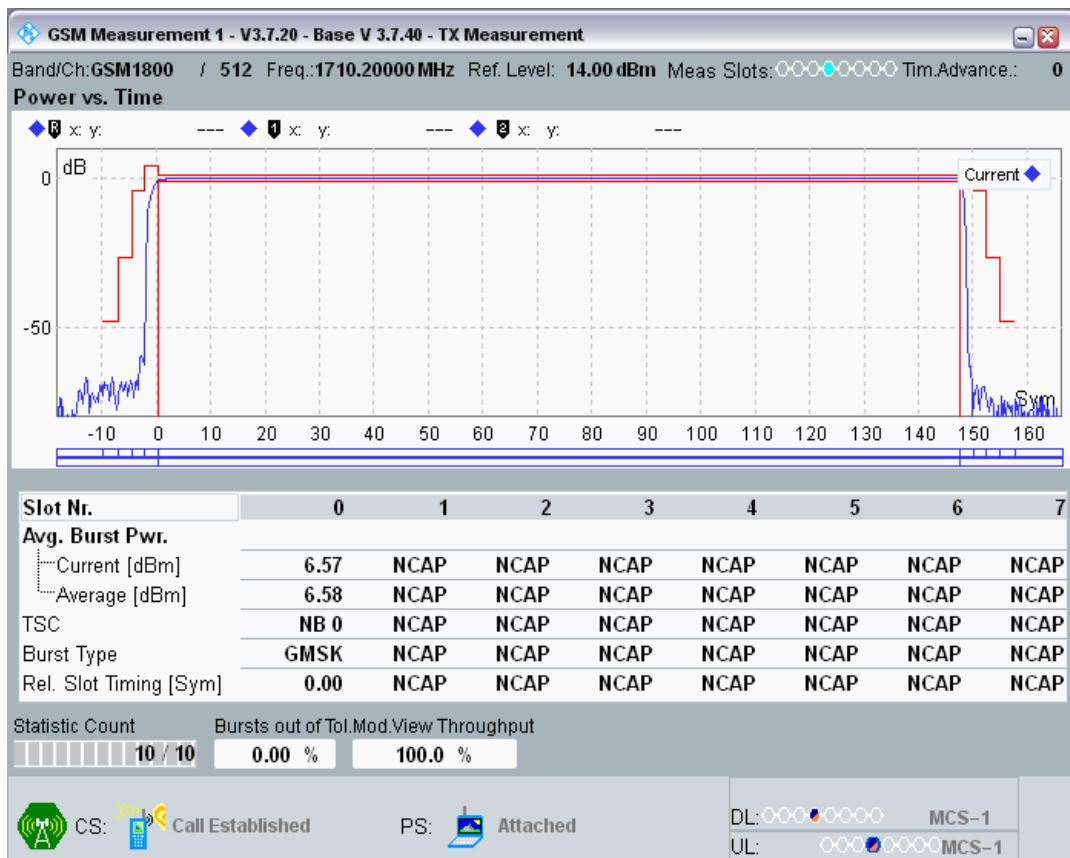 GSM Measurement 1 - V3.7.20 - Base V 3.7.40 - TX Measurement
Band/Ch:GSM1800 / 512 Freq.:1710.20000 MHz Ref. Level: 14.00 dBm Meas Slots: Tim.Advance.: 0
Power vs. Time
R x: y: --- 1 x: y: --- 2 x: y: ---
dB
Current
0
-50
Sym
-10 0 10 20 30 40 50 60 70 80 90 100 110 120 130 140 150 160
Slot Nr. 0 1 2 3 4 5 6 7
Avg. Burst Pwr.
Current [dBm] 6.57 NCAP NCAP NCAP NCAP NCAP NCAP NCAP
Average [dBm] 6.58 NCAP NCAP NCAP NCAP NCAP NCAP NCAP
TSC NB 0 NCAP NCAP NCAP NCAP NCAP NCAP NCAP
Burst Type GMSK NCAP NCAP NCAP NCAP NCAP NCAP NCAP
Rel. Slot Timing [Sym] 0.00 NCAP NCAP NCAP NCAP NCAP NCAP NCAP
Statistic Count Bursts out of Tol.Mod.View Throughput
10 / 10 0.00 % 100.0 %
CS: Call Established PS: Attached
DL: MCS-1
UL: MCS-1